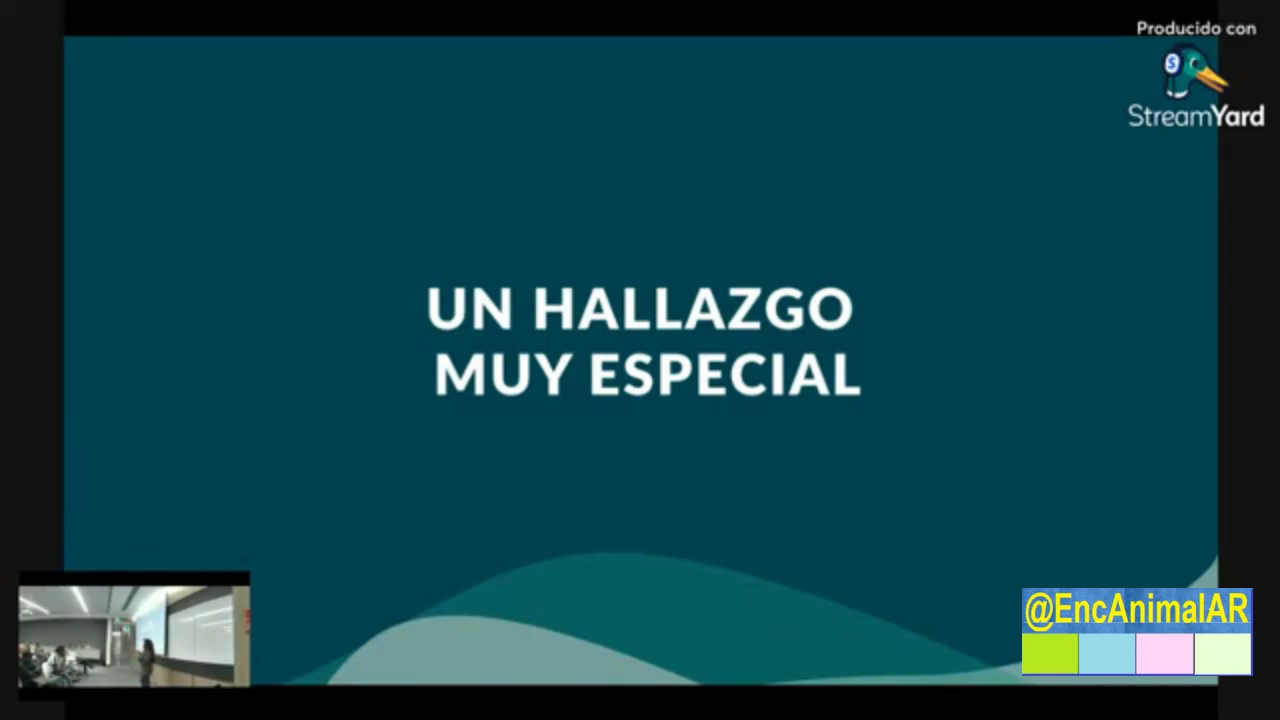 Producido con
S
StreamYard
UN HALLAZGO
MUY ESPECIAL
@EncAnimalAR